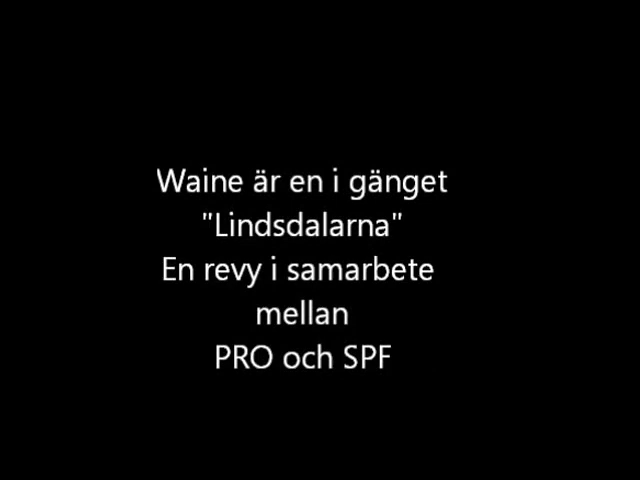 Waine är en i gänget
"Lindsdalarna"
En revy i samarbete
mellan
PRO och SPF